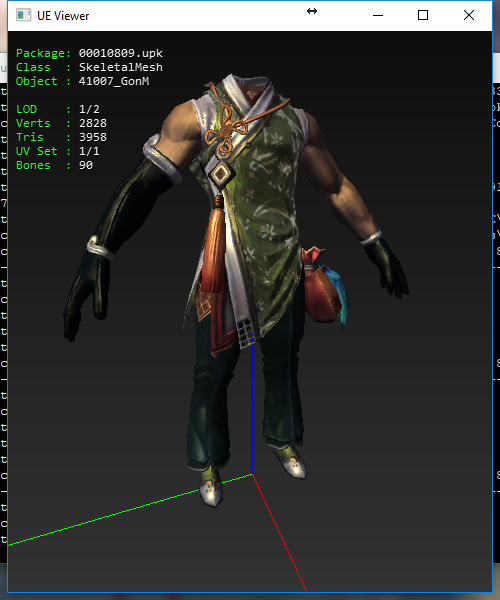 UE Viewer
Package: 00010809.upk
Class : SkeletalMesh
Object : 41007_GonM
LOD : 1/2
Verts : 2828
Tris : 3958
UV Set : 1/1
Bones : 90